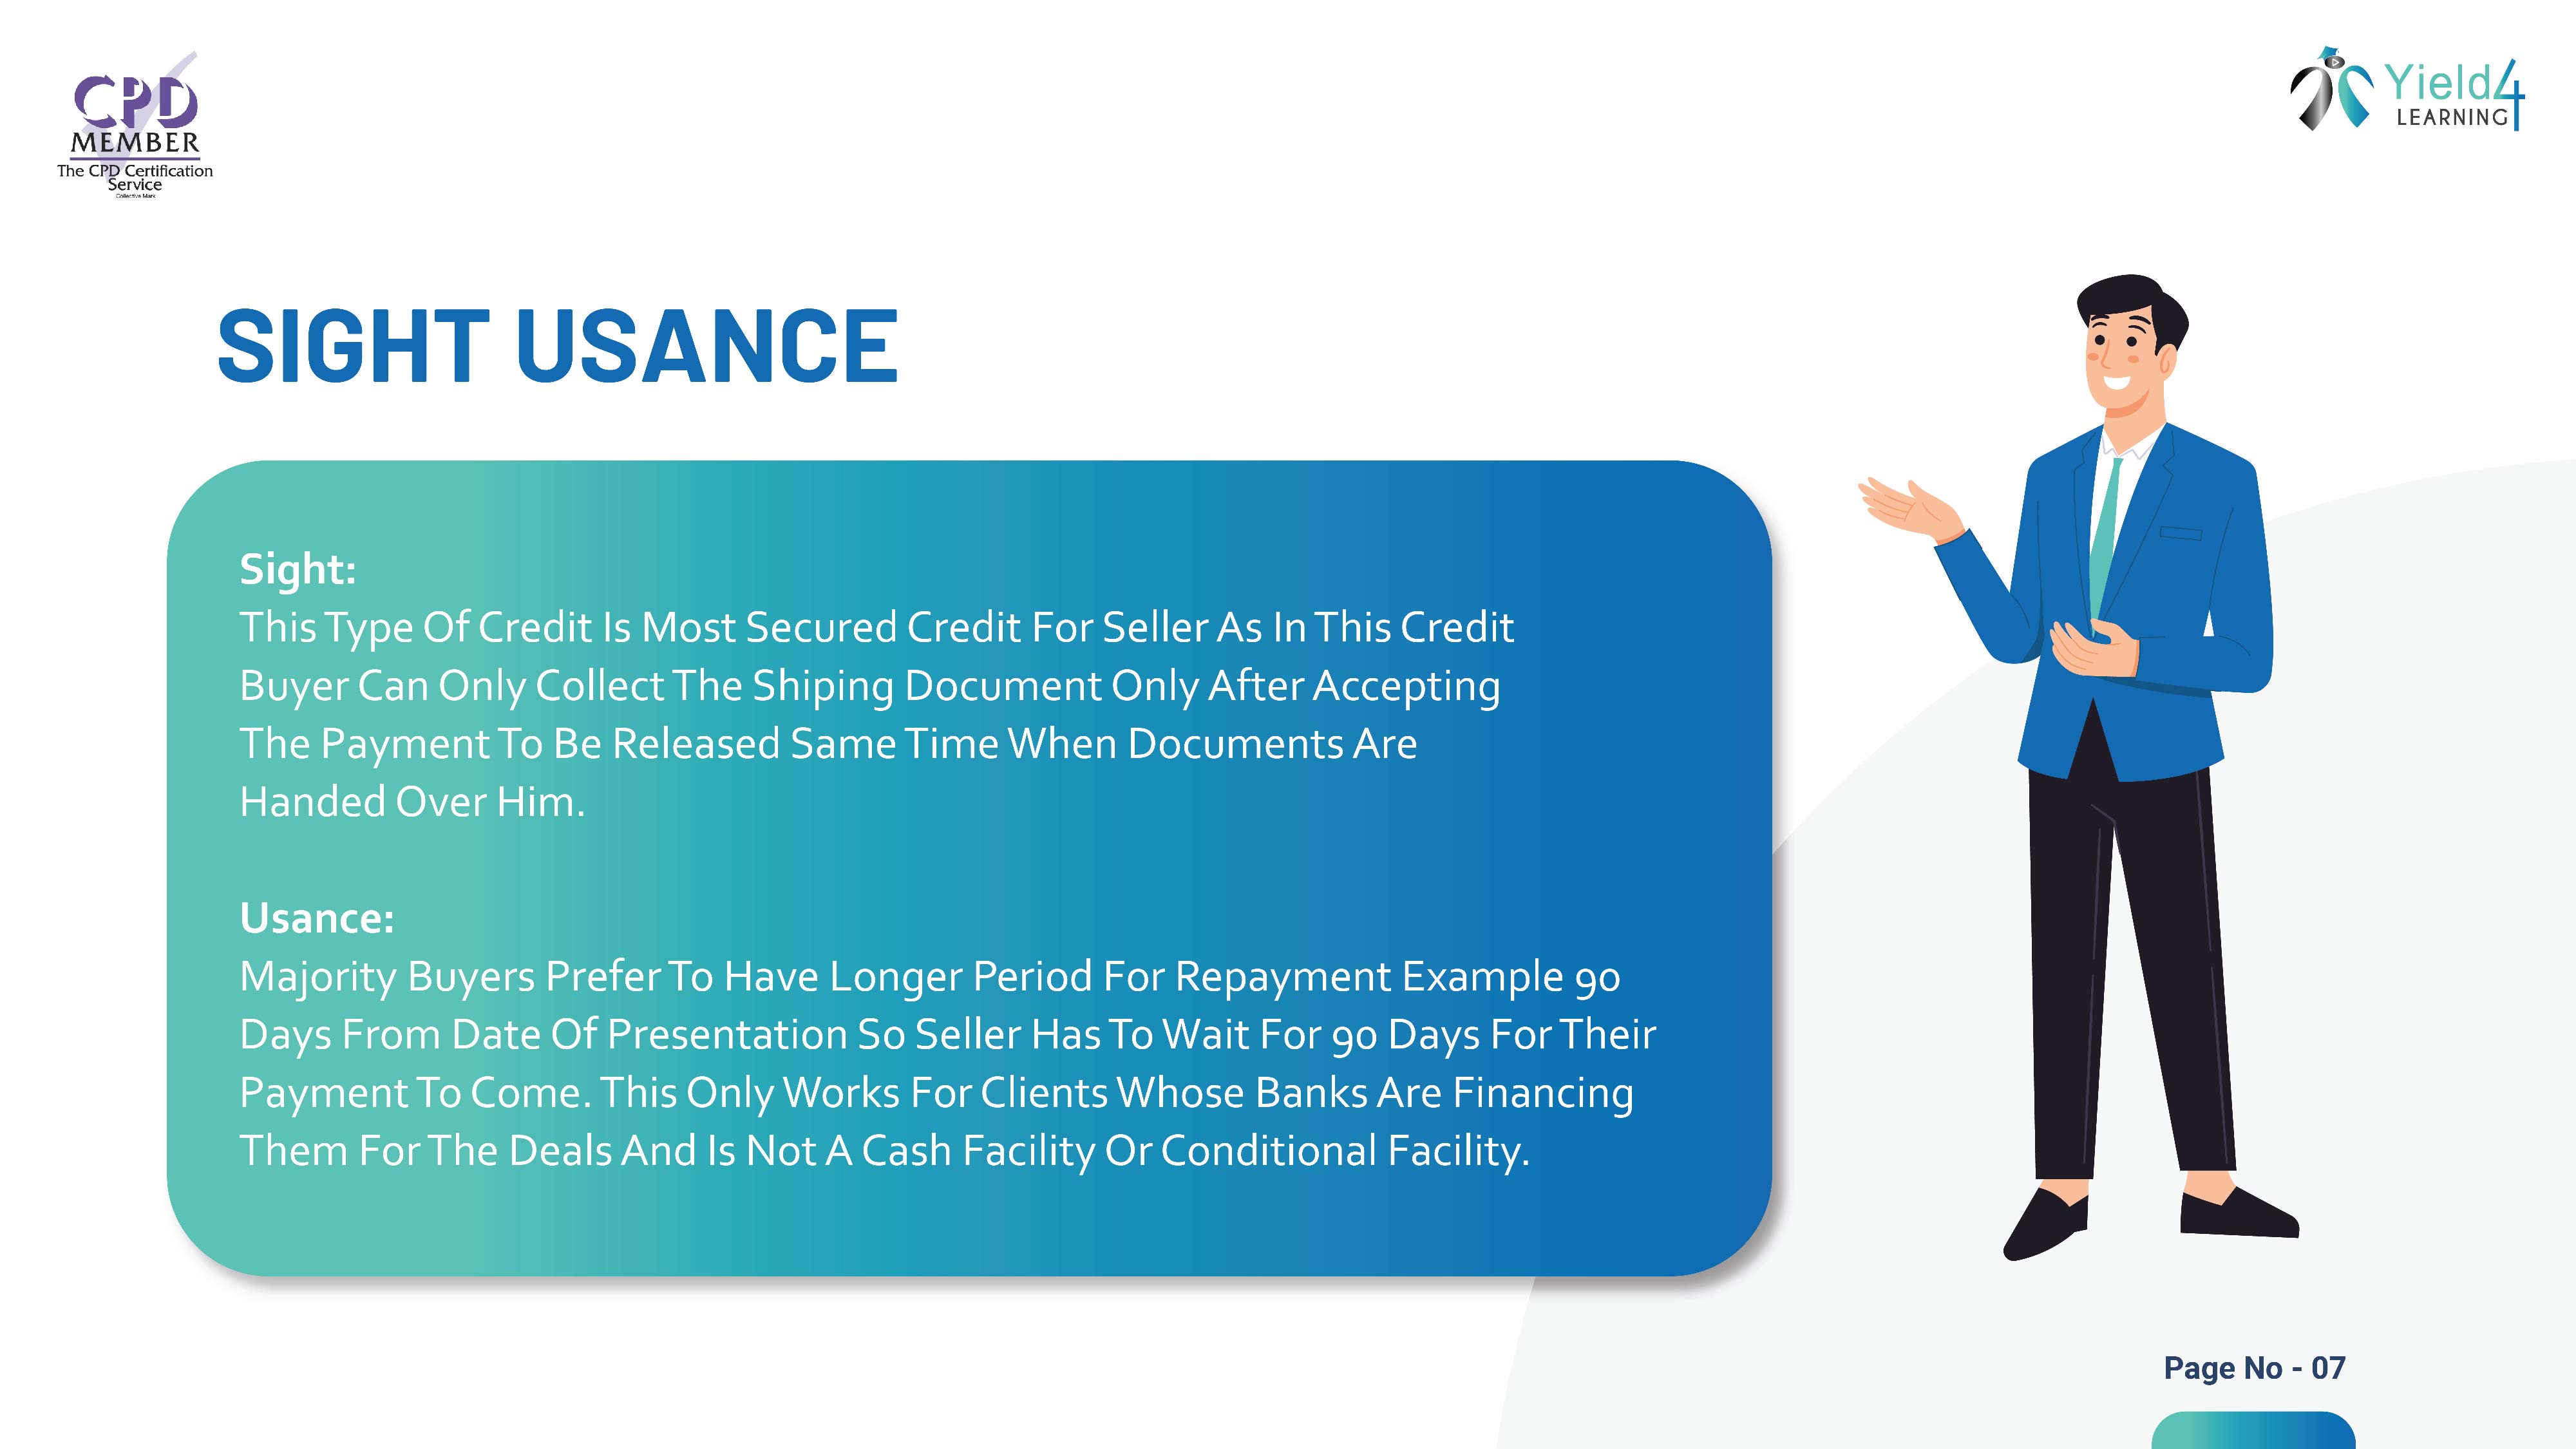 CPD
MEMBER
The CPD Certification
Service
Collective Mark
Yield4
LEARNING
SIGHT USANCE
Sight:
This Type Of Credit Is Most Secured Credit For Seller As In This Credit
Buyer Can Only Collect The Shiping Document Only After Accepting
The Payment To Be Released Same Time When Documents Are
Handed Over Him.
Usance:
Majority Buyers Prefer To Have Longer Period For Repayment Example 90
Days From Date Of Presentation So Seller Has To Wait For 90 Days For Their
Payment To Come. This Only Works For Clients Whose Banks Are Financing
Them For The Deals And Is Not A Cash Facility Or Conditional Facility.
Page No - 07